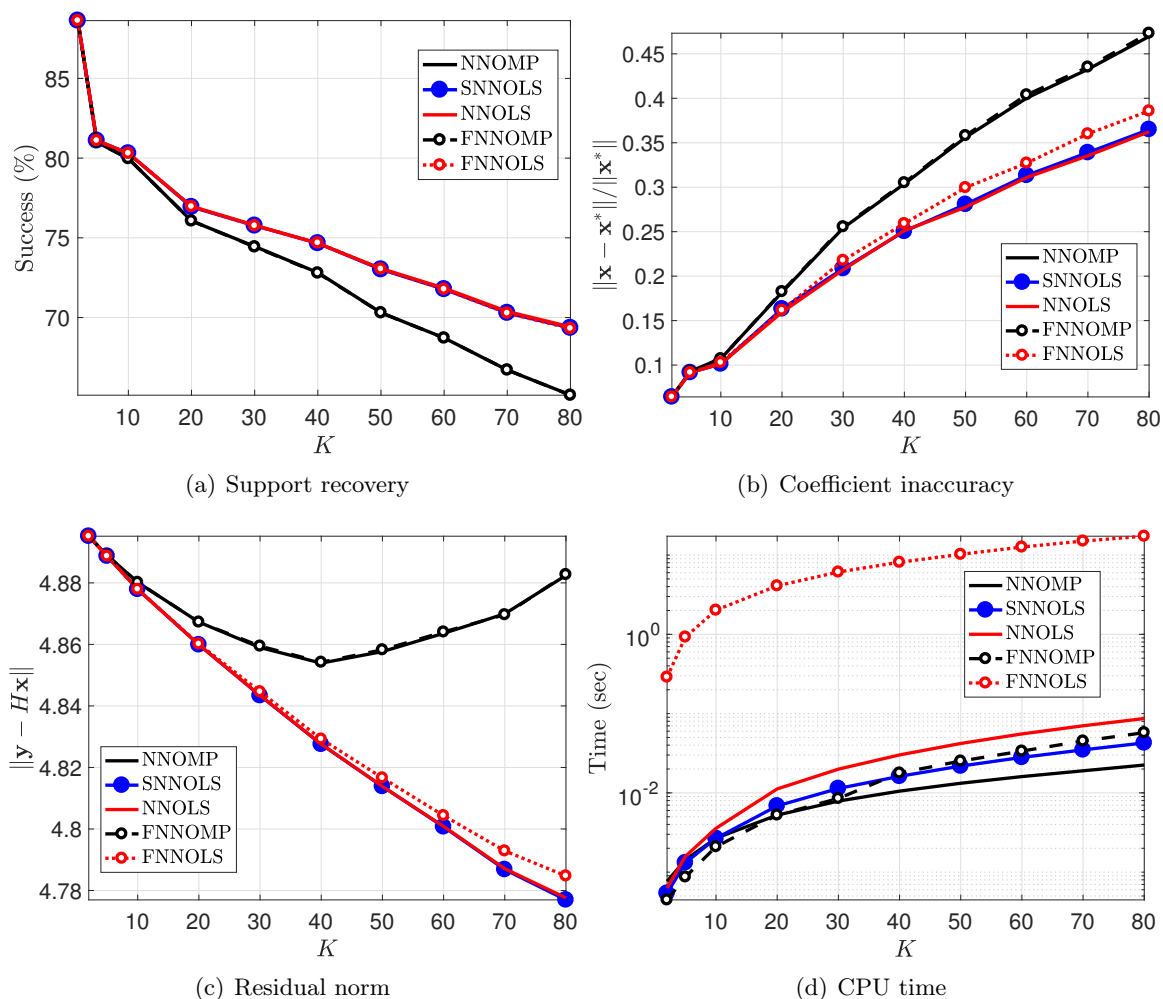 85
80
75
70
Success (%)
NNOMP
SNNOLS
NNOLS
FNNOMP
FNNOLS
10 20 30 40 50 60 70 80
K
(a) Support recovery
0.45
0.4
0.35
0.3
0.25
0.2
0.15
0.1
||x − x*||/||x*||
NNOMP
SNNOLS
NNOLS
FNNOMP
FNNOLS
10 20 30 40 50 60 70 80
K
(b) Coefficient inaccuracy
4.88
4.86
4.84
4.82
4.8
4.78
||y − Hx||
NNOMP
SNNOLS
NNOLS
FNNOMP
FNNOLS
10 20 30 40 50 60 70 80
K
(c) Residual norm
10^0
10^-2
Time (sec)
NNOMP
SNNOLS
NNOLS
FNNOMP
FNNOLS
10 20 30 40 50 60 70 80
K
(d) CPU time